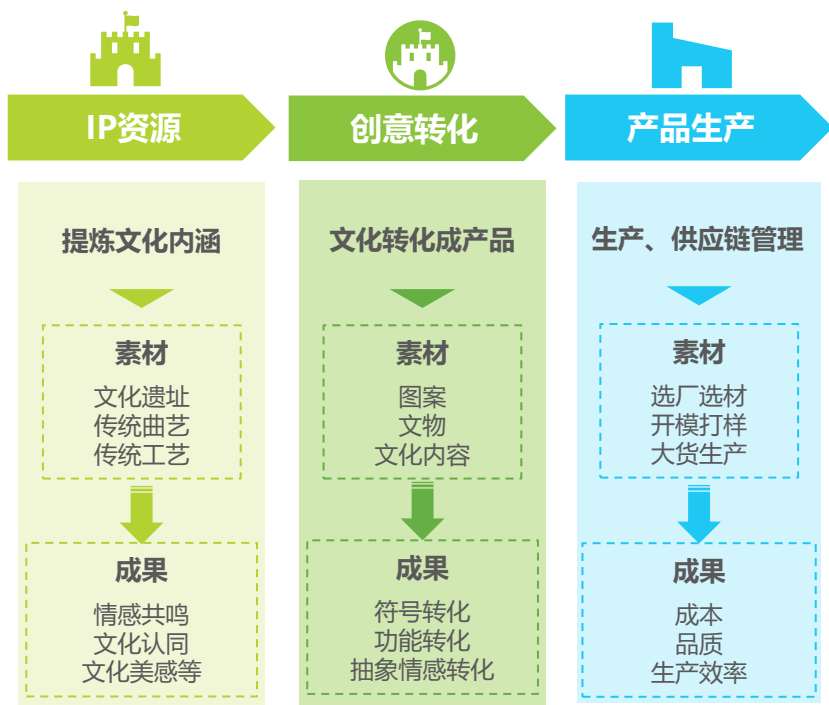 IP资源
提炼文化内涵
素材
文化遗址
传统曲艺
传统工艺
成果
情感共鸣
文化认同
文化美感等
创意转化
文化转化成产品
素材
图案
文物
文化内容
成果
符号转化
功能转化
抽象情感转化
产品生产
生产、供应链管理
素材
选厂选材
开模打样
大货生产
成果
成本
品质
生产效率